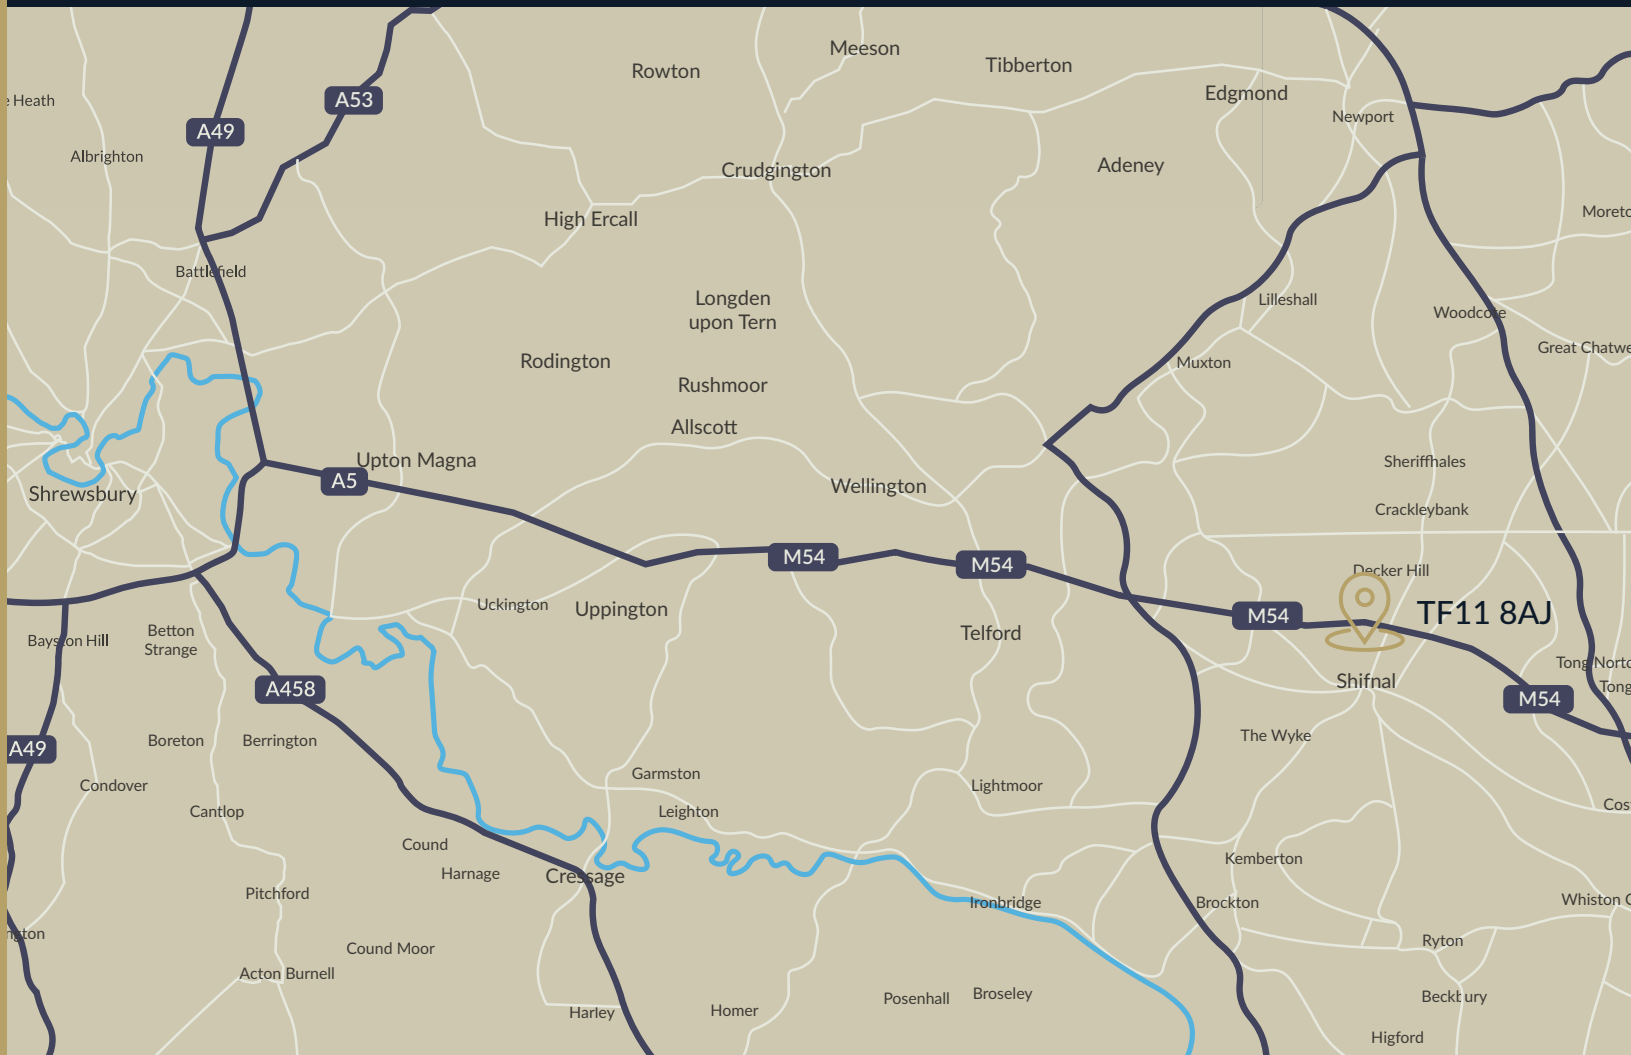 Meeson
Tibberton
Rowton
Edgmond
A53
e Heath
Newport
A49
Albrighton
Adeney
Crudgington
Moreto
High Ercall
Battlefield
Longden
upon Tern
Lilleshall
Woodcote
Great Chatwe
Rodington
Muxton
Rushmoor
Allscott
Upton Magna
Sheriffhales
A5
Wellington
Shrewsbury
Crackleybank
M54
M54
Decker Hill
Uckington
Uppington
M54
TF11 8AJ
Betton
Strange
Bayston Hill
Telford
Tong Norto
Shifnal
Tong
A458
M54
The Wyke
Boreton
Berrington
A49
Garmston
Condover
Lightmoor
Cos
Cantlop
Leighton
Cound
Kemberton
Harnage
Cressage
Pitchford
Ironbridge
Brockton
Whiston C
ngton
Ryton
Cound Moor
Acton Burnell
Posenhall
Broseley
Beckbury
Harley
Homer
Higford